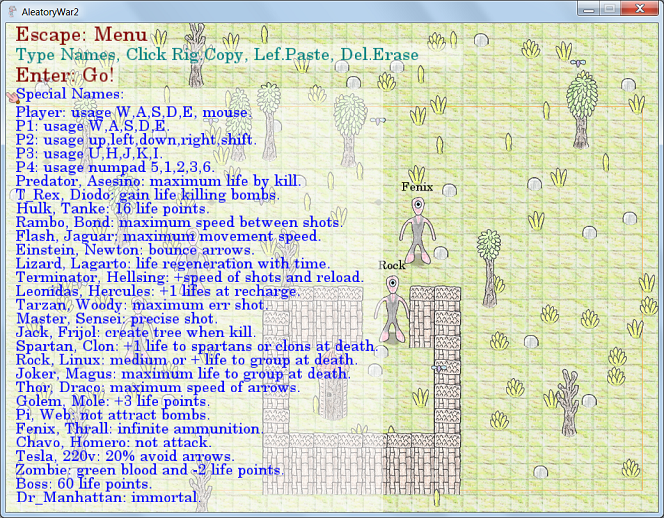 AleatoryWar2
Escape: Menu
Type Names, Click Rig.Copy, Lef.Paste, Del.Erase
Enter: Go!
Special Names:
Player: usage W,A,S,D,E, mouse.
P1: usage W,A,S,D,E.
P2: usage up,left,down,right,shift.
P3: usage U,H,J,K,I.
P4: usage numpad 5,1,2,3,6.
Predator, Asesino: maximum life by kill.
T_Rex, Diodo: gain life killing bombs.
Hulk, Tanke: 16 life points.
Rambo, Bond: maximum speed between shots.
Flash, Jaguar: maximum movement speed.
Einstein, Newton: bounce arrows.
Lizard, Lagarto: life regeneration with time.
Terminator, Hellsing: +speed of shots and reload.
Leonidas, Hercules: +1 lifes at recharge.
Tarzan, Woody: maximum err shot
Master, Sensei: precise shot.
Jack, Frijol: create tree when kill.
Spartan, Clon: +1 life to spartans or clons at death.
Rock, Linux: medium or + life to group at death.
Joker, Magus: maximum life to group at death.
Thor, Draco: maximum speed of arrows.
Golem, Mole: +3 life points.
Pi, Web: not attract bombs.
Fenix, Thrall: infinite ammunition.
Chavo, Homero: not attack.
Tesla, 220v: 20% avoid arrows.
Zombie: green blood and -2 life points.
Boss: 60 life points.
Dr_Manhattan: immortal.
Fenix
Rock